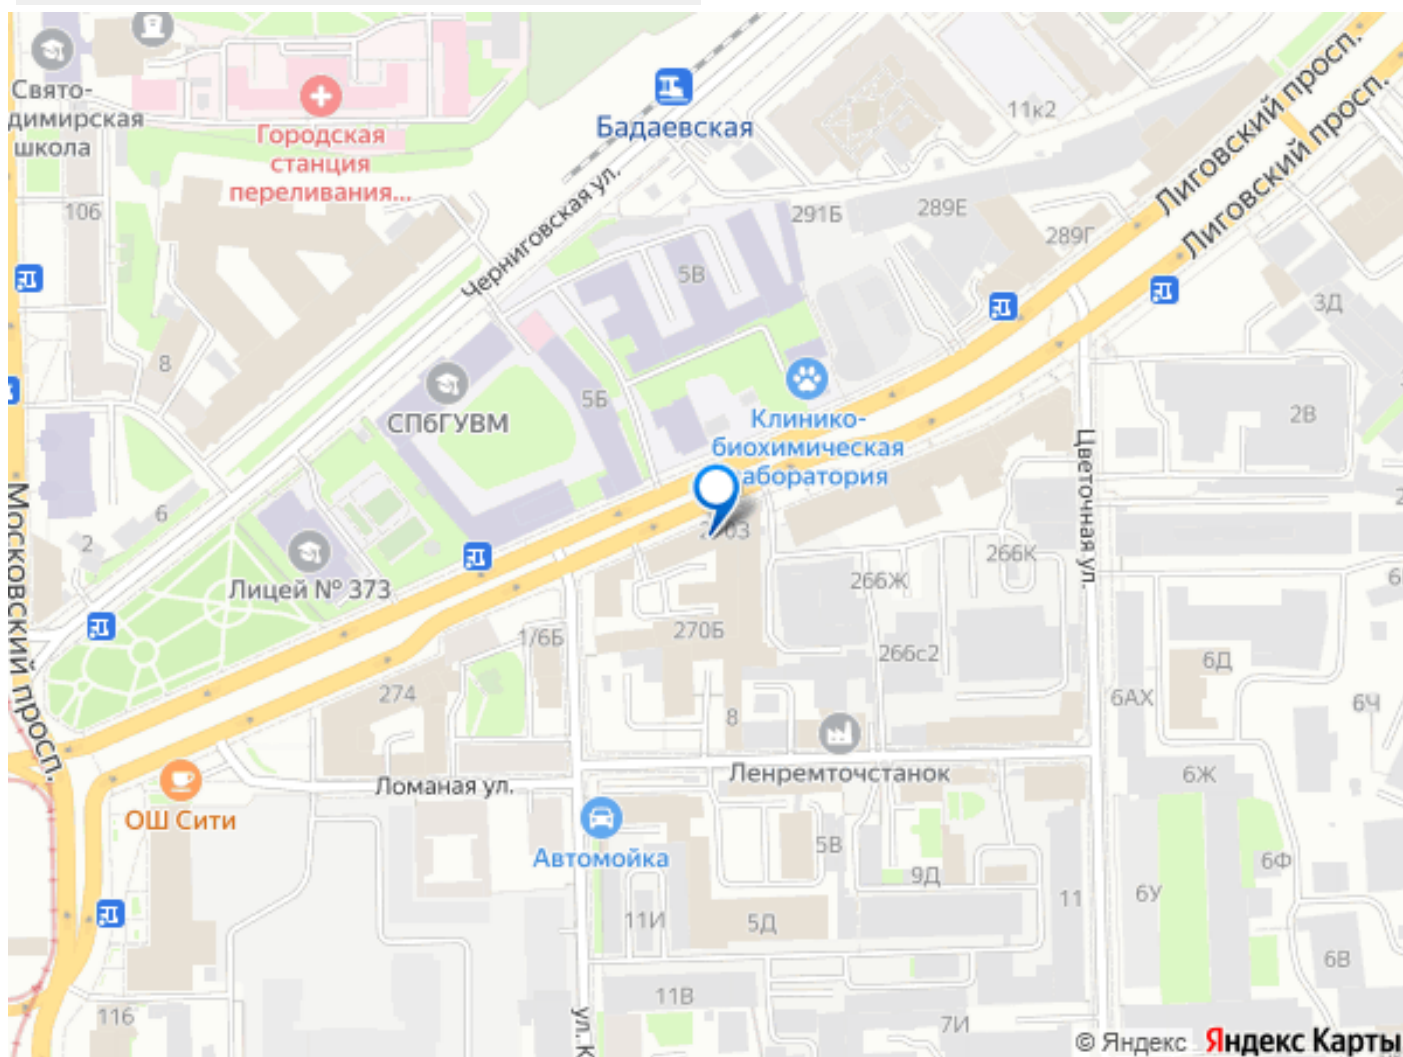 Свято-
димирская
школа
Городская
станция
переливания...
Бадаевская
Черниговская ул.
Лиговский просп.
Лиговский просп.
11к2
106
291Б
289Е
289Г
5В
3Д
8
5Б
СПбГУВМ
Клинико-
биохимическая
аборатория
2В
Московский просп.
Цветочная ул.
6
2
Лицей № 373
266К
266Ж
1/6Б
270Б
266с2
6Д
274
6АХ
6Ч
8
Ленремточстанок
Ломаная ул.
6Ж
ОШ Сити
Автомойка
5В
9Д
6Ф
11
6У
11И
5Д
6В
11В
116
7И
ул. К
© Яндекс Яндекс Карты